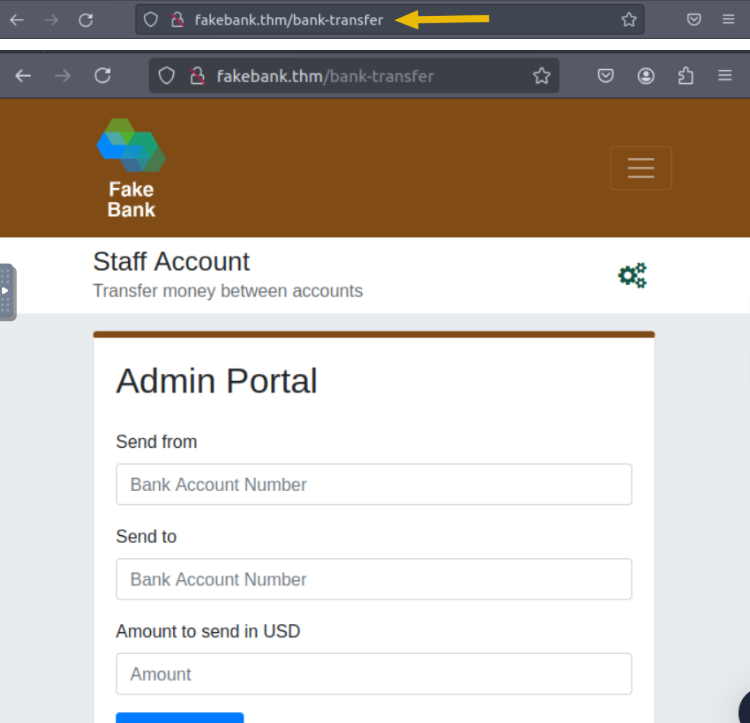 fakebank.thm/bank-transfer
fakebank.thm/bank-transfer
Fake
Bank
Staff Account
Transfer money between accounts
Admin Portal
Send from
Bank Account Number
Send to
Bank Account Number
Amount to send in USD
Amount